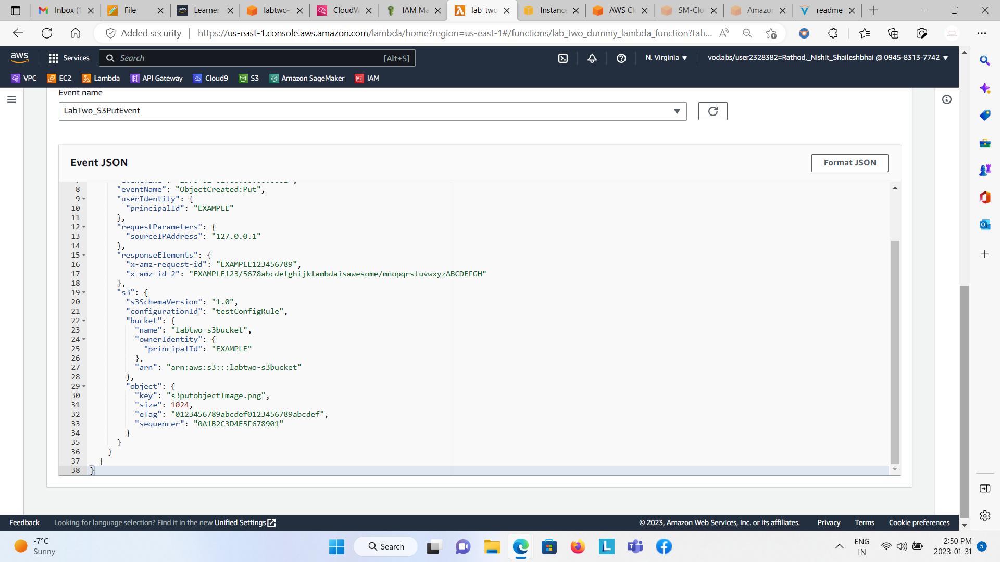 Inbox (1
File
Learner
labtwo-s
CloudW
IAM Ma
lab_two
Instance
AWS Cl
SM-Clo
Amazon
readme
Added security
https://us-east-1.console.aws.amazon.com/lambda/home?region=us-east-1#/functions/lab_two_dummy_lambda_function?tab...
aws
Services
Search
[Alt+S]
N. Virginia
voclabs/user2328382=Rathod,_Nishit_Shaileshbhai @ 0945-8313-7742
VPC
EC2
Lambda
API Gateway
Cloud9
S3
Amazon SageMaker
IAM
Event name
LabTwo_S3PutEvent
Event JSON
Format JSON
8 "eventName": "ObjectCreated:Put",
9 "userIdentity": {
10 "principalId": "EXAMPLE"
11 },
12 "requestParameters": {
13 "sourceIPAddress": "127.0.0.1"
14 },
15 "responseElements": {
16 "x-amz-request-id": "EXAMPLE123456789",
17 "x-amz-id-2": "EXAMPLE123/5678abcdefghijklambdaisawesome/mnopqrstuvwxyzABCDEFGH"
18 },
19 "s3": {
20 "s3SchemaVersion": "1.0",
21 "configurationId": "testConfigRule",
22 "bucket": {
23 "name": "labtwo-s3bucket",
24 "ownerIdentity": {
25 "principalId": "EXAMPLE"
26 },
27 "arn": "arn:aws:s3:::labtwo-s3bucket"
28 },
29 "object": {
30 "key": "s3putobjectImage.png",
31 "size": 1024,
32 "eTag": "0123456789abcdef0123456789abcdef",
33 "sequencer": "0A1B2C3D4E5F678901"
34 }
35 }
36 }
37 ]
38 }
Feedback
Looking for language selection? Find it in the new Unified Settings
© 2023, Amazon Web Services, Inc. or its affiliates.
Privacy
Terms
Cookie preferences
-7°C
Sunny
Search
ENG
IN
2:50 PM
2023-01-31
5